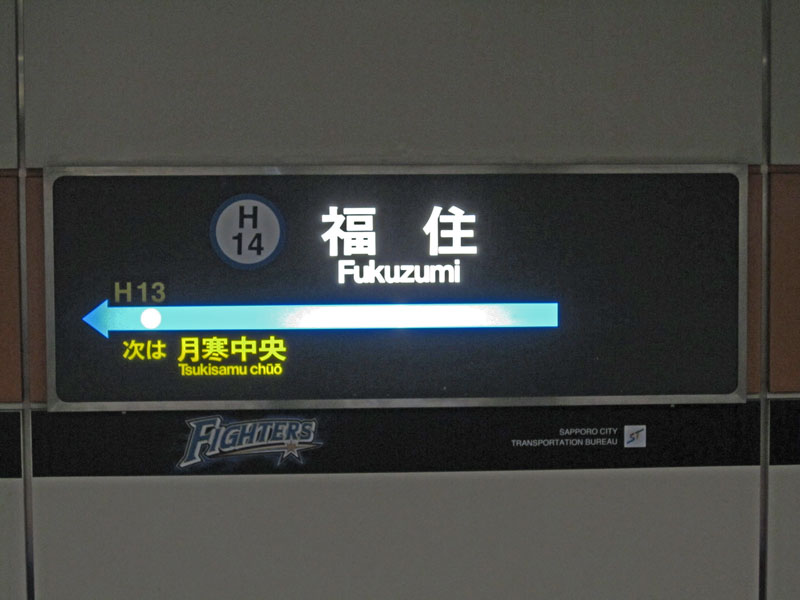 H
14
福住
Fukuzumi
H13
次は 月寒中央
Tsukisamu chūō
FIGHTERS
SAPPORO CITY
TRANSPORTATION BUREAU
ST